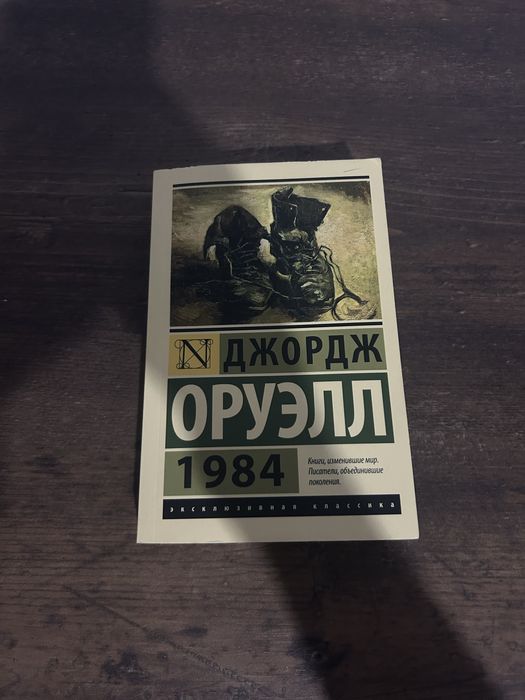 N ДЖОРДЖ
ОРУЭЛЛ
1984
Книги, изменившие мир.
Писатели, объединившие
поколения.
эксклюзивная классика